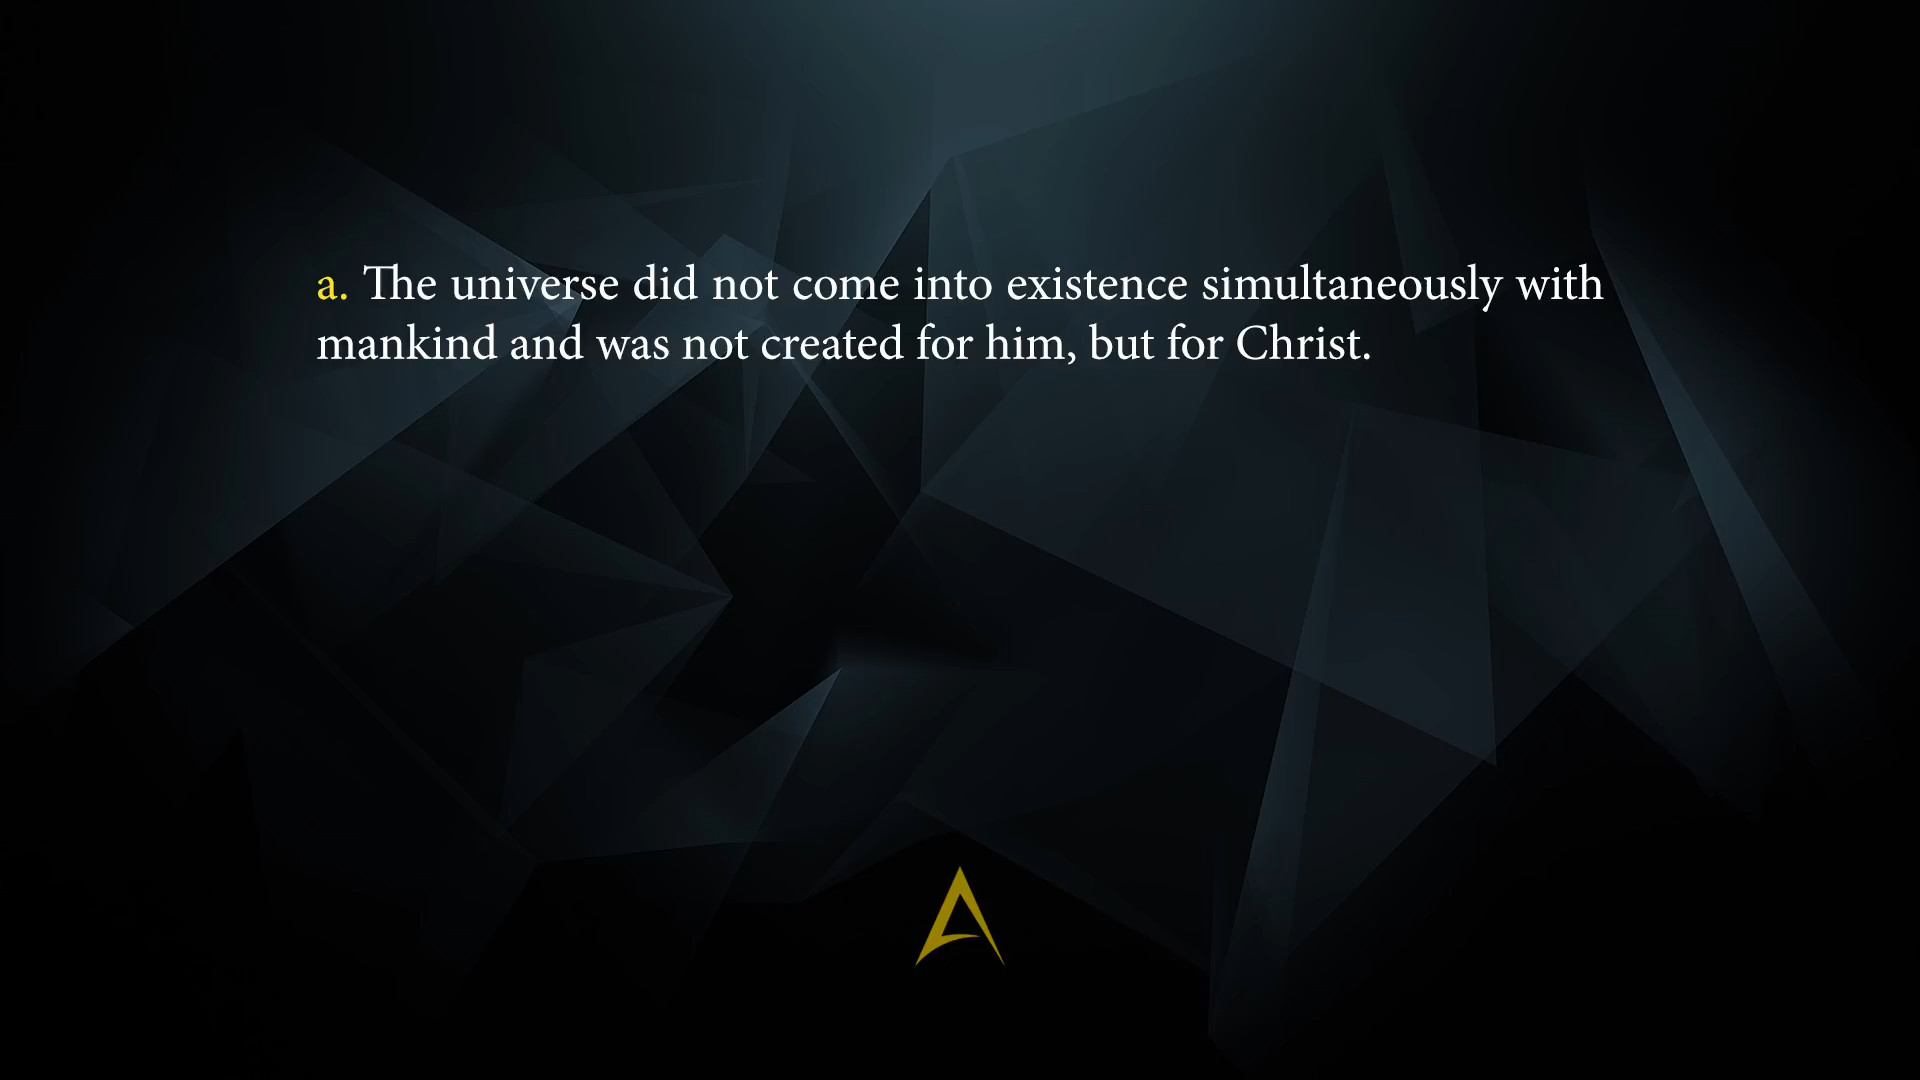 a. The universe did not come into existence simultaneously with
mankind and was not created for him, but for Christ.